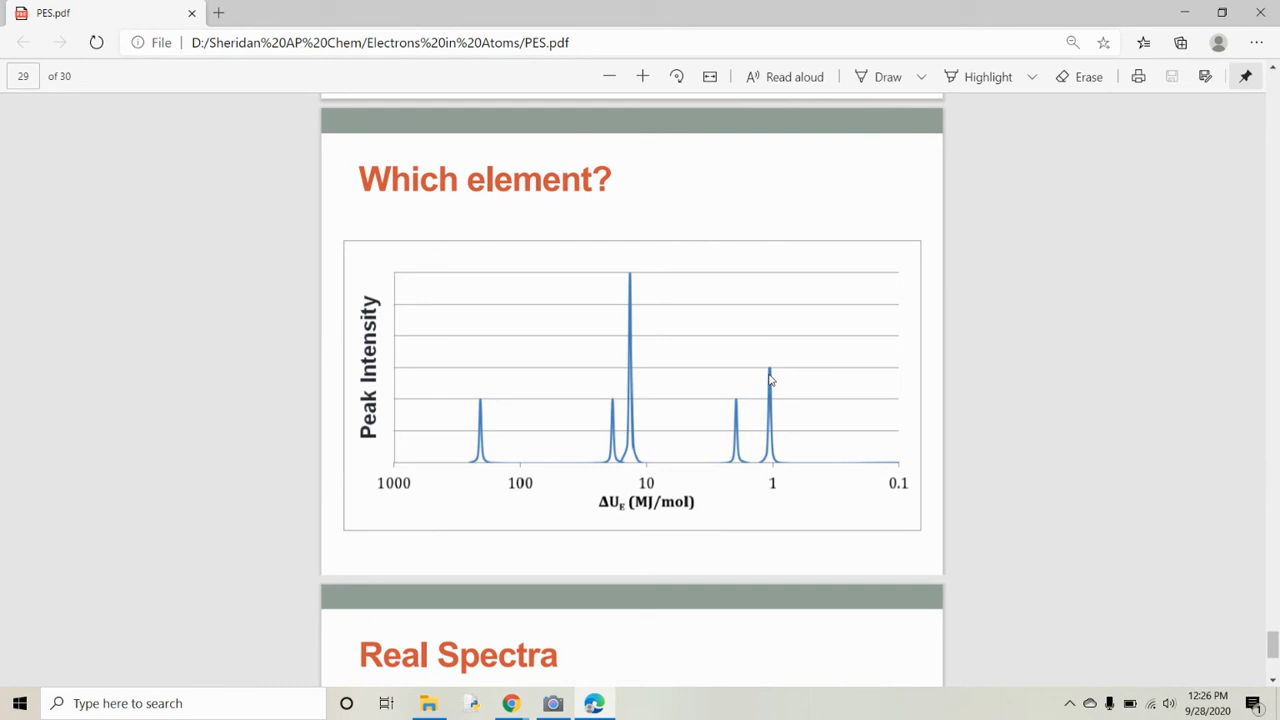 PES.pdf
File D:/Sheridan%20AP%20Chem/Electrons%20in%20Atoms/PES.pdf
29 of 30
Read aloud
Draw
Highlight
Erase
Which element?
Peak Intensity
1000 100 10 1 0.1
ΔUE (MJ/mol)
Real Spectra
Type here to search
12:26 PM
9/28/2020
1